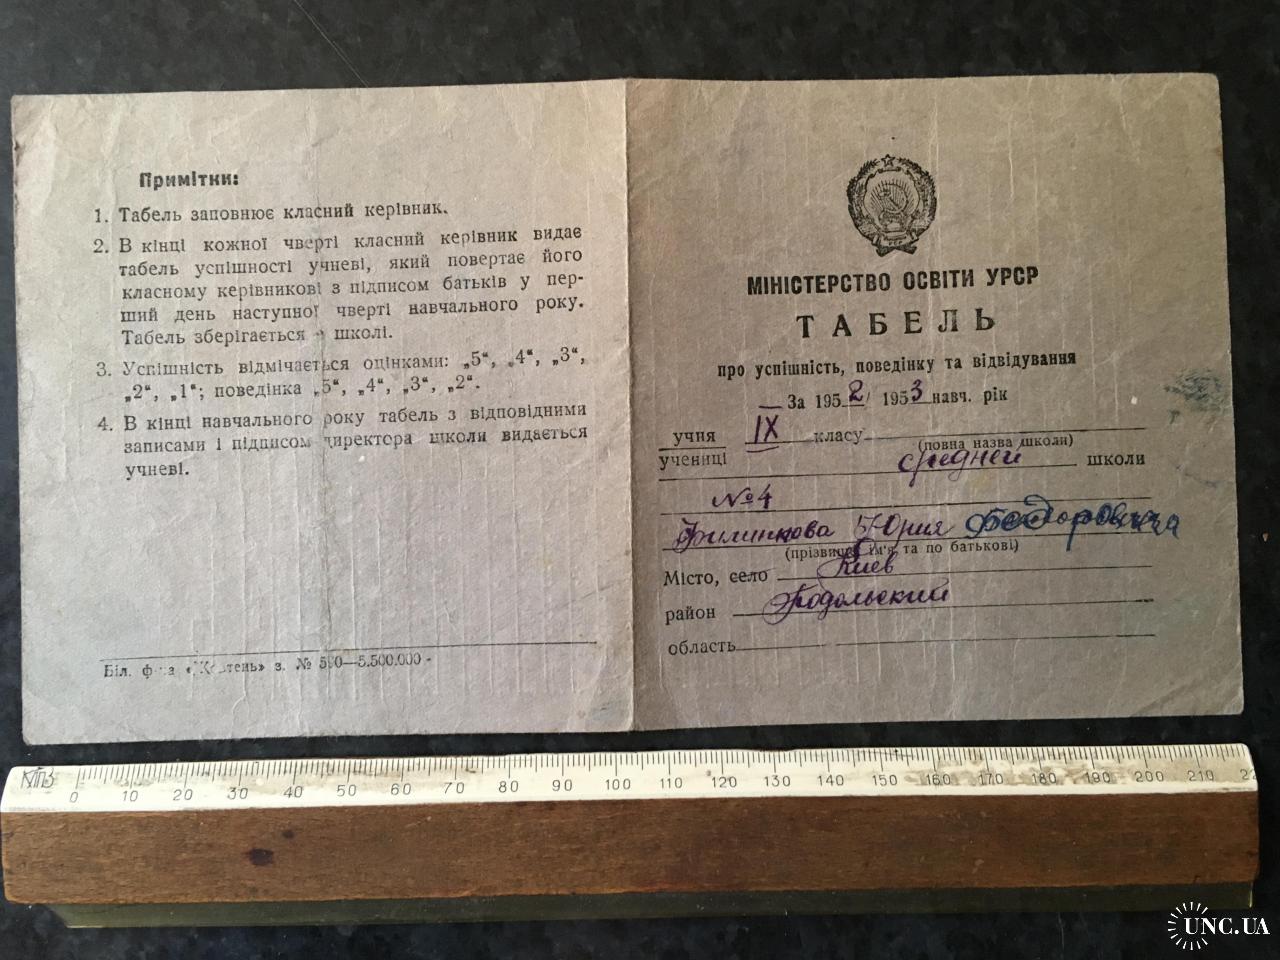 Примітки:
1. Табель заповнює класний керівник.
2. В кінці кожної чверті класний керівник видає
табель успішності учневі, який повертає його
класному керівникові з підписом батьків у пер-
ший день наступної чверті навчального року.
Табель зберігається в школі.
3. Успішність відмічається оцінками: „5“, „4“, „3“,
„2“, „1“; поведінка „5“, „4“, „3“, „2“.
4. В кінці навчального року табель з відповідними
записами і підписом директора школи видається
учневі.
Біл. ф-ка «Жовтень» з. № 590—5.500.000
МІНІСТЕРСТВО ОСВІТИ УРСР
ТАБЕЛЬ
про успішність, поведінку та відвідування
За 1952/ 1953 навч. рік
учня IX класу
учениці
(повна назва школи)
средней школи
№4
Юрия Федоровича
(прізвище, ім'я та по батькові)
Місто, село Киев
район Подольский
область
МПЗ
0 10 20 30 40 50 60 70 80 90 100 110 120 130 140 150 160 170 180 190 200 210 22
UNC.UA